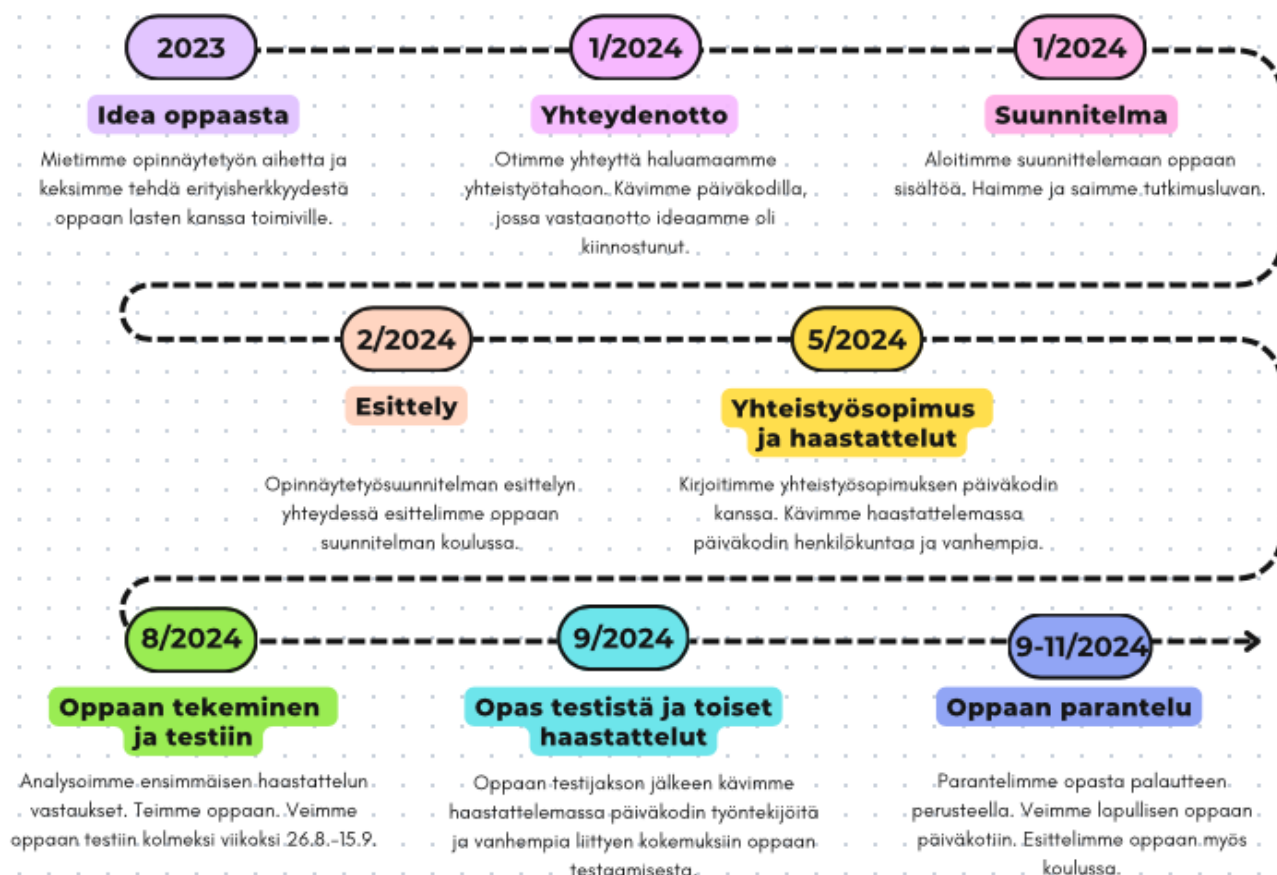 2023
Idea oppaasta
Mietimme opinnäytetyön aihetta ja
keksimme tehdä erityisherkkyydestä
oppaan lasten kanssa toimiville.
1/2024
Yhteydenotto
Otimme yhteyttä haluamaamme
yhteistyötahoon. Kävimme päiväkodilla,
jossa vastaanotto ideaamme oli
kiinnostunut.
1/2024
Suunnitelma
Aloitimme suunnittelemaan oppaan
sisältöä. Haimme ja saimme tutkimusluvan.
2/2024
Esittely
Opinnäytetyösuunnitelman esittelyn
yhteydessä esittelimme oppaan
suunnitelman koulussa.
5/2024
Yhteistyösopimus
ja haastattelut
Kirjoitimme yhteistyösopimuksen päiväkodin
kanssa. Kävimme haastattelemassa
päiväkodin henkilökuntaa ja vanhempia.
8/2024
Oppaan tekeminen
ja testiin
Analysoimme ensimmäisen haastattelun
vastaukset. Teimme oppaan. Veimme
oppaan testiin kolmeksi viikoksi 26.8.-15.9.
9/2024
Opas testistä ja toiset
haastattelut
Oppaan testijakson jälkeen kävimme
haastattelemassa päiväkodin työntekijöitä
ja vanhempia liittyen kokemuksiin oppaan
testaamisesta.
9-11/2024
Oppaan parantelu
Parantelimme opasta palautteen
perusteella. Veimme lopullisen oppaan
päiväkotiin. Esittelimme oppaan myös
koulussa.